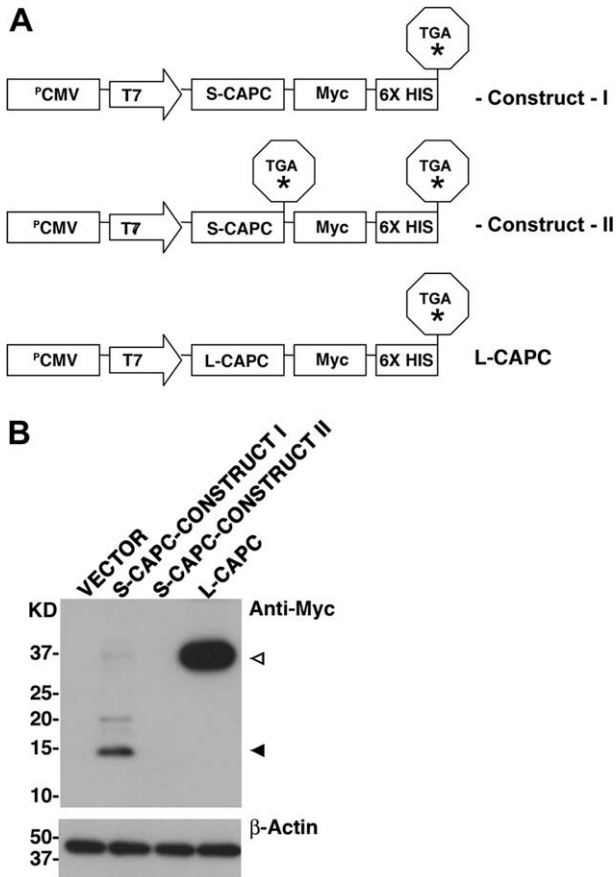 A
TGA
*
PCMV T7 S-CAPC Myc 6X HIS - Construct - I
TGA TGA
* *
PCMV T7 S-CAPC Myc 6X HIS - Construct - II
TGA
*
PCMV T7 L-CAPC Myc 6X HIS L-CAPC
B
VECTOR
S-CAPC-CONSTRUCT I
S-CAPC-CONSTRUCT II
L-CAPC
KD Anti-Myc
37-
25-
20-
15-
10-
β-Actin
50-
37-